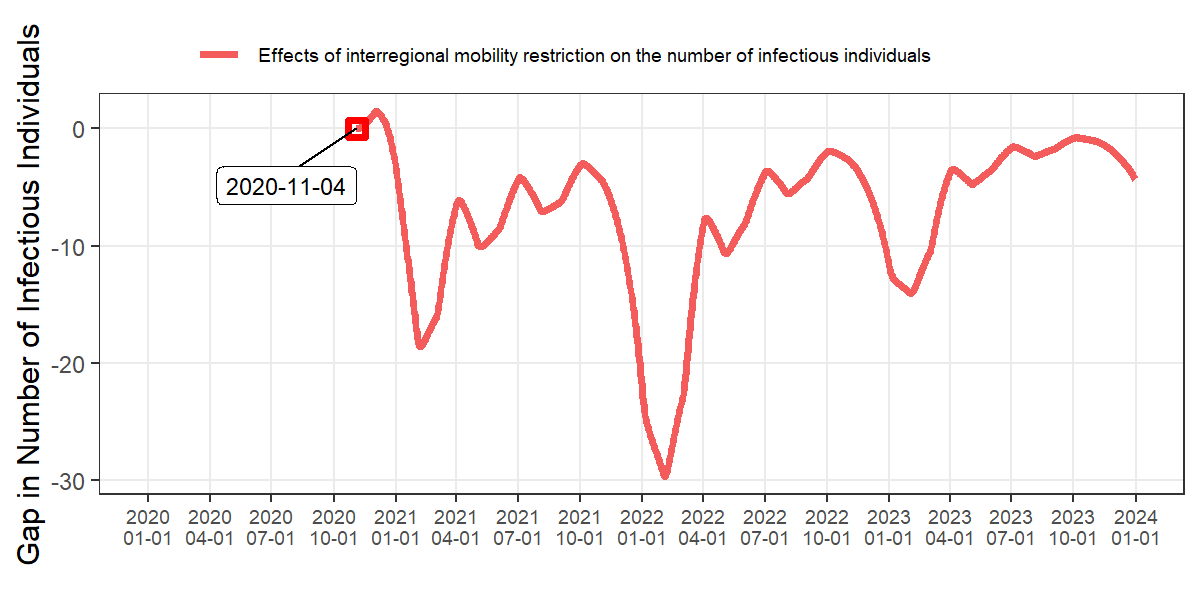 Effects of interregional mobility restriction on the number of infectious individuals
Gap in Number of Infectious Individuals
0
-10
-20
-30
2020-11-04
2020 2020 2020 2020 2021 2021 2021 2021 2022 2022 2022 2022 2023 2023 2023 2023 2024
01-01 04-01 07-01 10-01 01-01 04-01 07-01 10-01 01-01 04-01 07-01 10-01 01-01 04-01 07-01 10-01 01-01